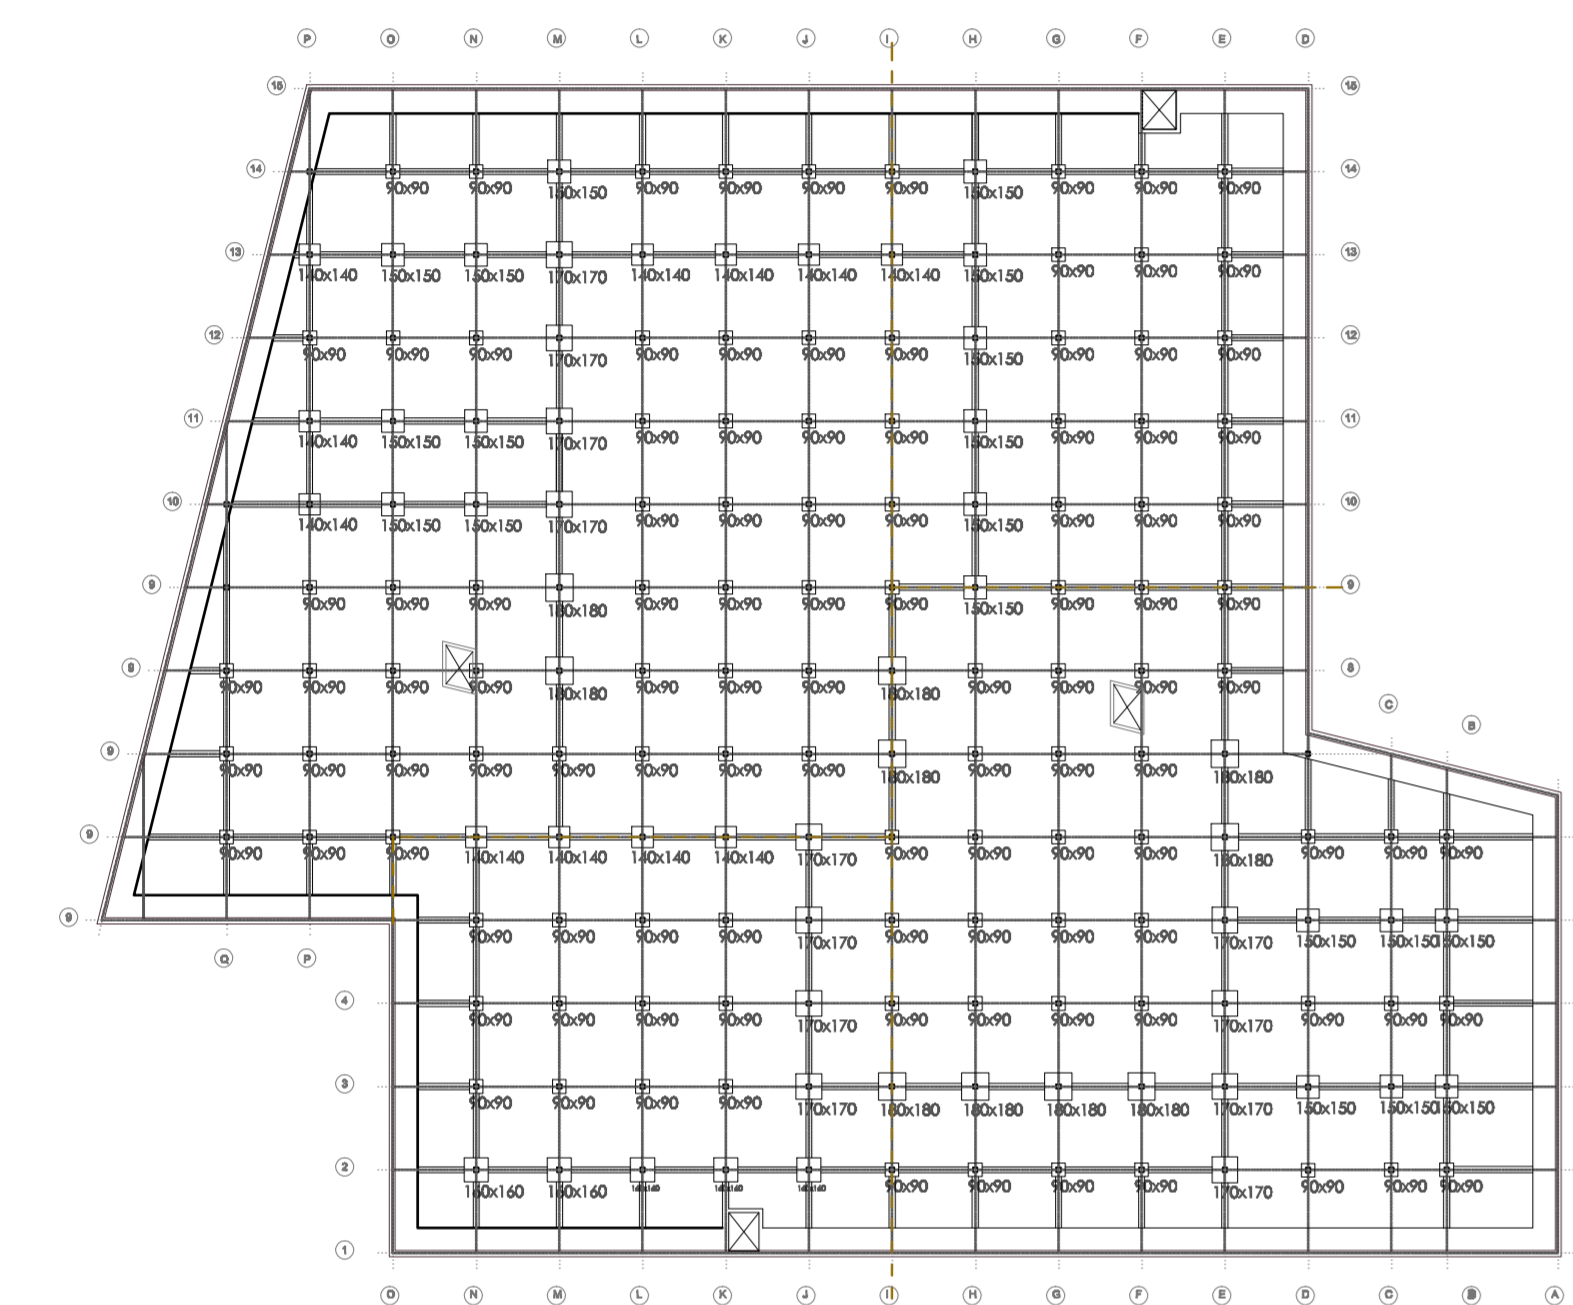 P O N M L K J I H G F E D
15 15
14 14
90x90 90x90 150x150 90x90 90x90 90x90 90x90 150x150 90x90 90x90 90x90
13 13
140x140 150x150 150x150 170x170 140x140 140x140 140x140 140x140 150x150 90x90 90x90 90x90
12 12
90x90 90x90 90x90 170x170 90x90 90x90 90x90 90x90 150x150 90x90 90x90 90x90
11 11
140x140 150x150 150x150 170x170 90x90 90x90 90x90 90x90 150x150 90x90 90x90 90x90
10 10
140x140 150x150 150x150 170x170 90x90 90x90 90x90 90x90 150x150 90x90 90x90 90x90
9 9
90x90 90x90 90x90 180x180 90x90 90x90 90x90 90x90 150x150 90x90 90x90 90x90
8 8
90x90 90x90 90x90 90x90 180x180 90x90 90x90 90x90 180x180 90x90 90x90 90x90 90x90
C
B
9
90x90 90x90 90x90 90x90 90x90 90x90 90x90 90x90 180x180 90x90 90x90 90x90 180x180
9
90x90 90x90 90x90 140x140 140x140 140x140 140x140 170x170 90x90 90x90 90x90 90x90 180x180 90x90 90x90 90x90
9
90x90 90x90 90x90 90x90 170x170 90x90 90x90 90x90 90x90 170x170 150x150 150x150 150x150
Q P
4
90x90 90x90 90x90 90x90 170x170 90x90 90x90 90x90 90x90 170x170 90x90 90x90 90x90
3
90x90 90x90 90x90 90x90 170x170 180x180 180x180 180x180 180x180 170x170 150x150 150x150 150x150
2
160x160 160x160 90x90 90x90 90x90 90x90 170x170 90x90 90x90 90x90
1
O N M L K J I H G F E D C B A